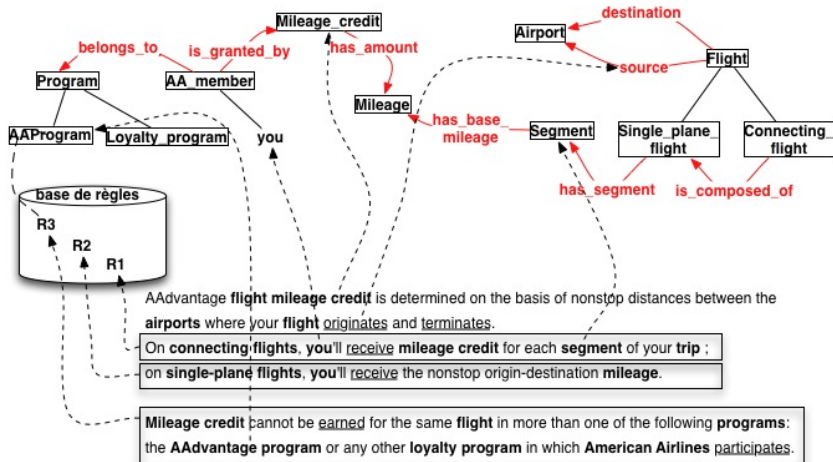 Mileage_credit
destination
Airport
belongs_to
is_granted_by
has_amount
source
Flight
Program
AA_member
Mileage
has_base_
mileage
Segment
Single_plane_
flight
Connecting_
flight
AAProgram
Loyalty_program
you
has_segment
is_composed_of
base de règles
R3
R2
R1
AAdvantage flight mileage credit is determined on the basis of nonstop distances between the
airports where your flight originates and terminates.
On connecting flights, you'll receive mileage credit for each segment of your trip ;
on single-plane flights, you'll receive the nonstop origin-destination mileage.
Mileage credit cannot be earned for the same flight in more than one of the following programs:
the AAdvantage program or any other loyalty program in which American Airlines participates.